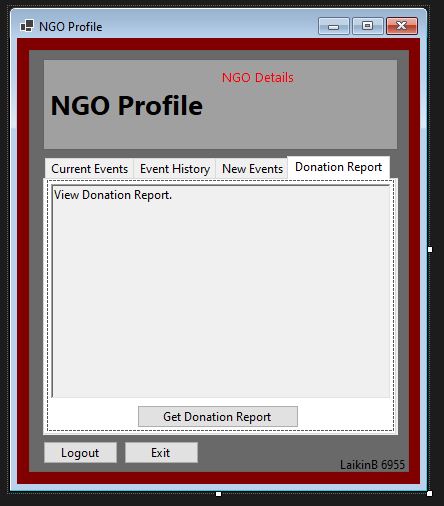 NGO Profile
NGO Details
NGO Profile
Current Events Event History New Events Donation Report
View Donation Report.
Get Donation Report
Logout Exit
LaikinB 6955